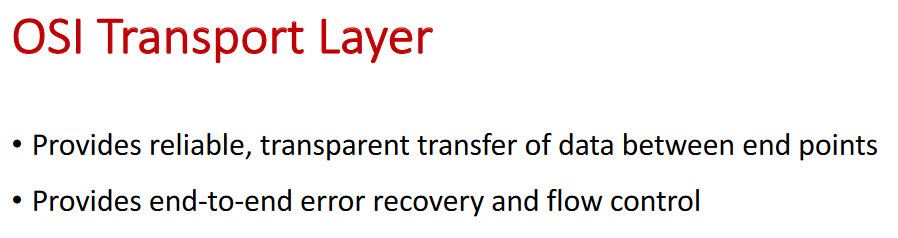 OSI Transport Layer
• Provides reliable, transparent transfer of data between end points
• Provides end-to-end error recovery and flow control